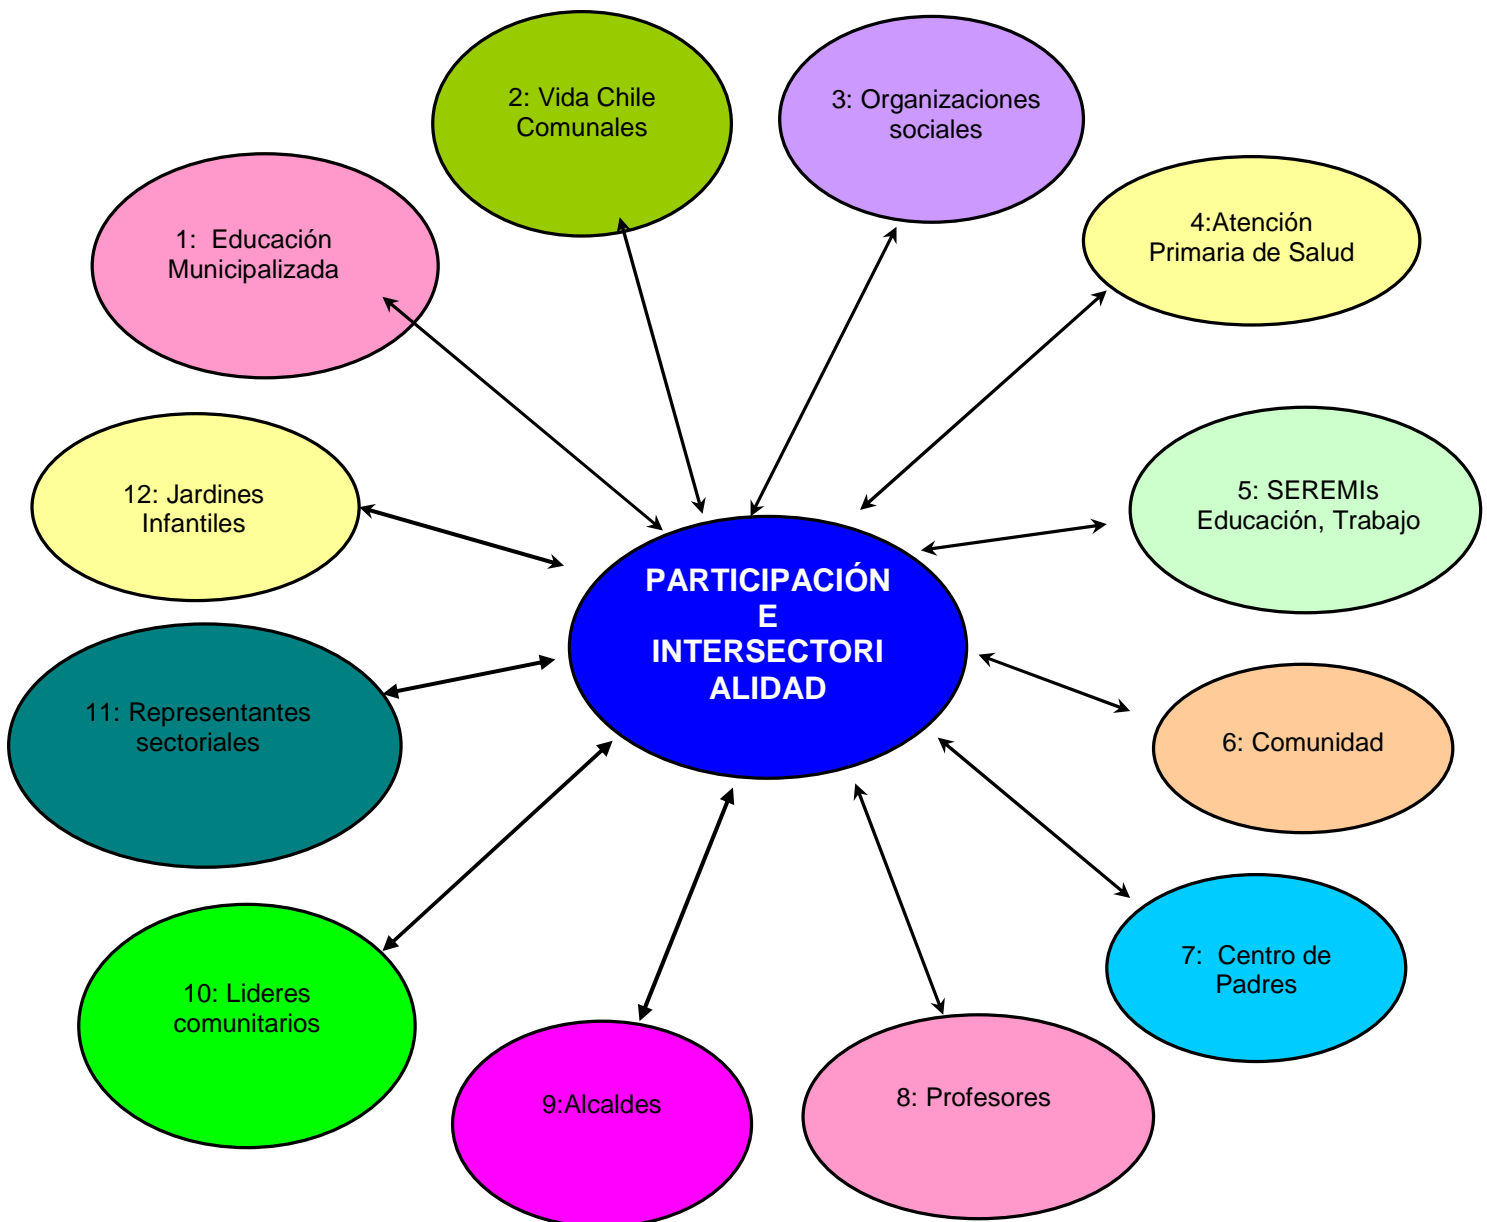 1: Educación
Municipalizada
2: Vida Chile
Comunales
3: Organizaciones
sociales
4:Atención
Primaria de Salud
5: SEREMIs
Educación, Trabajo
6: Comunidad
7: Centro de
Padres
8: Profesores
9:Alcaldes
10: Lideres
comunitarios
11: Representantes
sectoriales
12: Jardines
Infantiles
PARTICIPACIÓN
E
INTERSECTORI
ALIDAD